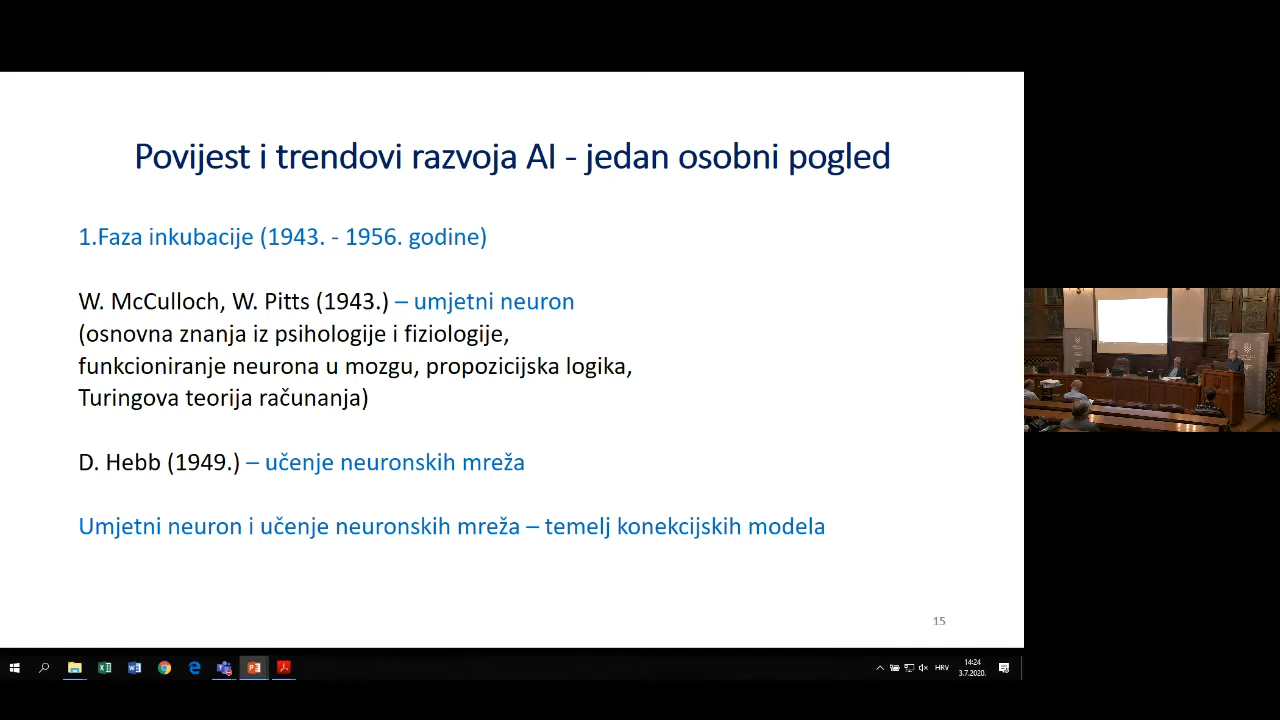 Povijest i trendovi razvoja AI - jedan osobni pogled
1.Faza inkubacije (1943. - 1956. godine)
W. McCulloch, W. Pitts (1943.) – umjetni neuron
(osnovna znanja iz psihologije i fiziologije,
funkcioniranje neurona u mozgu, propozicijska logika,
Turingova teorija računanja)
D. Hebb (1949.) – učenje neuronskih mreža
Umjetni neuron i učenje neuronskih mreža – temelj konekcijskih modela
15
HRV
14:24
3.7.2020.